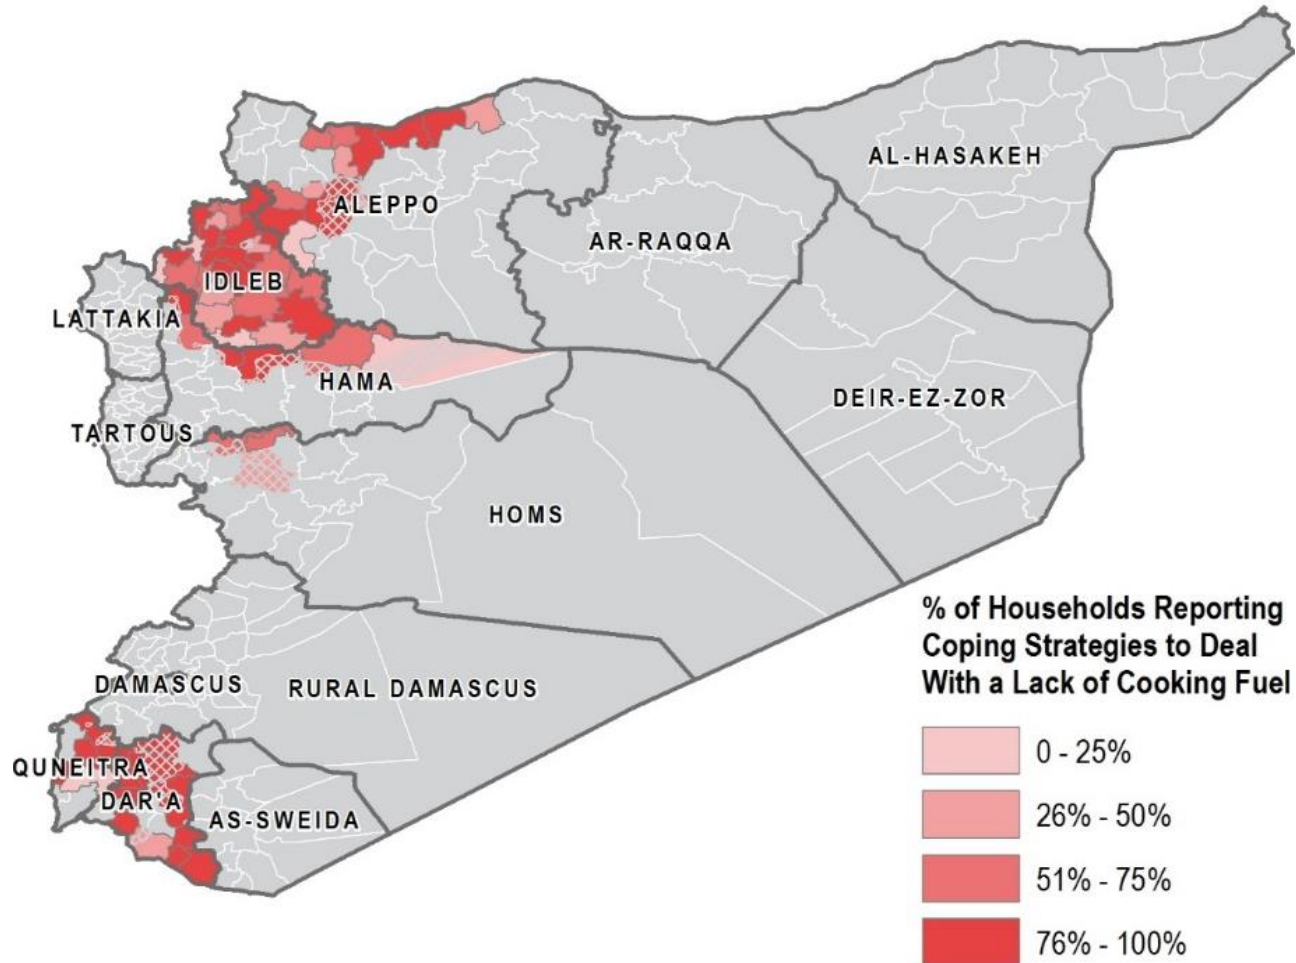 AL-HASAKEH
ALEPPO
AR-RAQQA
IDLEB
LATTAKIA
HAMA
DEIR-EZ-ZOR
TARTOUS
HOMS
% of Households Reporting
Coping Strategies to Deal
With a Lack of Cooking Fuel
DAMASCUS
RURAL DAMASCUS
0 - 25%
QUNEITRA
DAR'A
AS-SWEIDA
26% - 50%
51% - 75%
76% - 100%